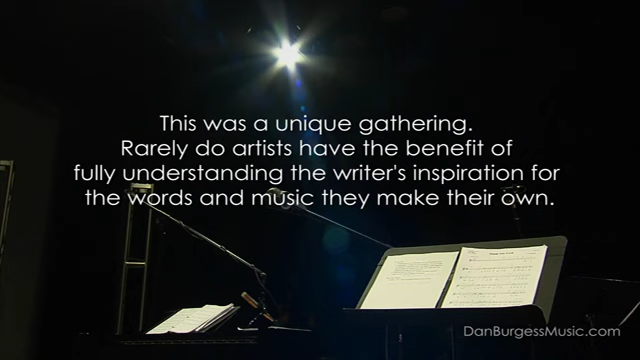 This was a unique gathering.
Rarely do artists have the benefit of
fully understanding the writer's inspiration for
the words and music they make their own.
DanBurgessMusic.com